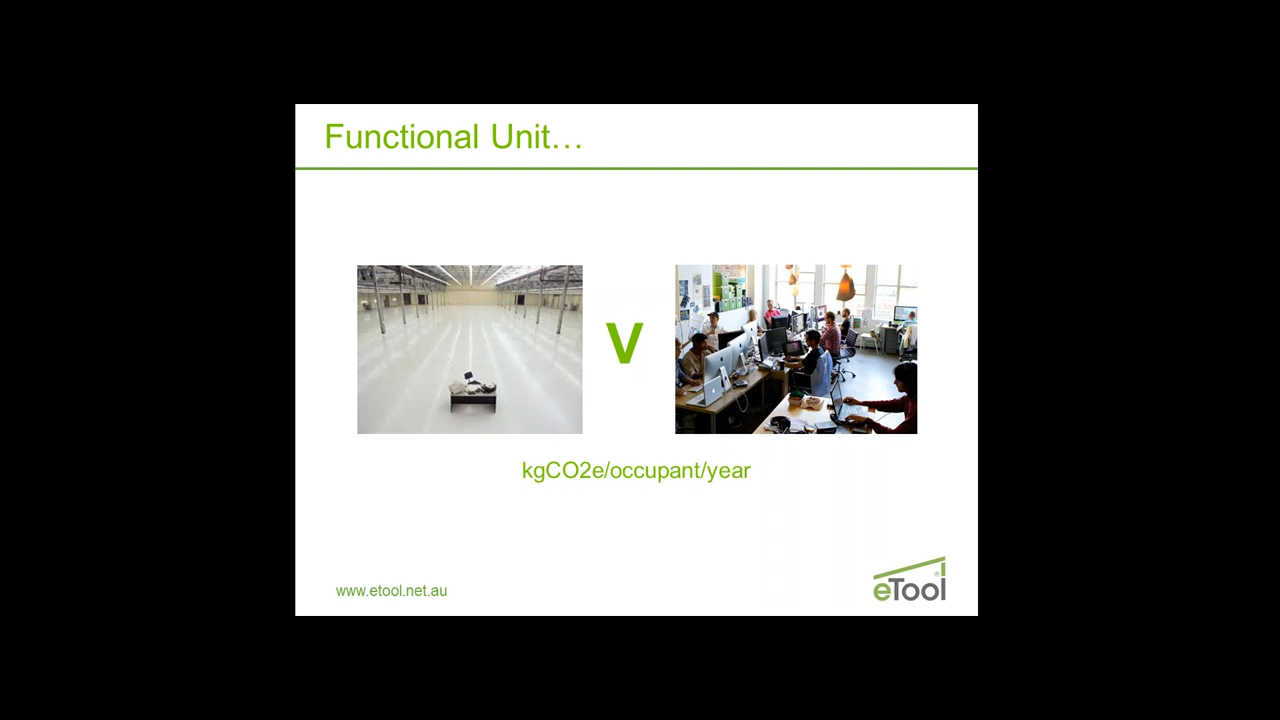 Functional Unit…
V
kgCO2e/occupant/year
www.etool.net.au
eTool®